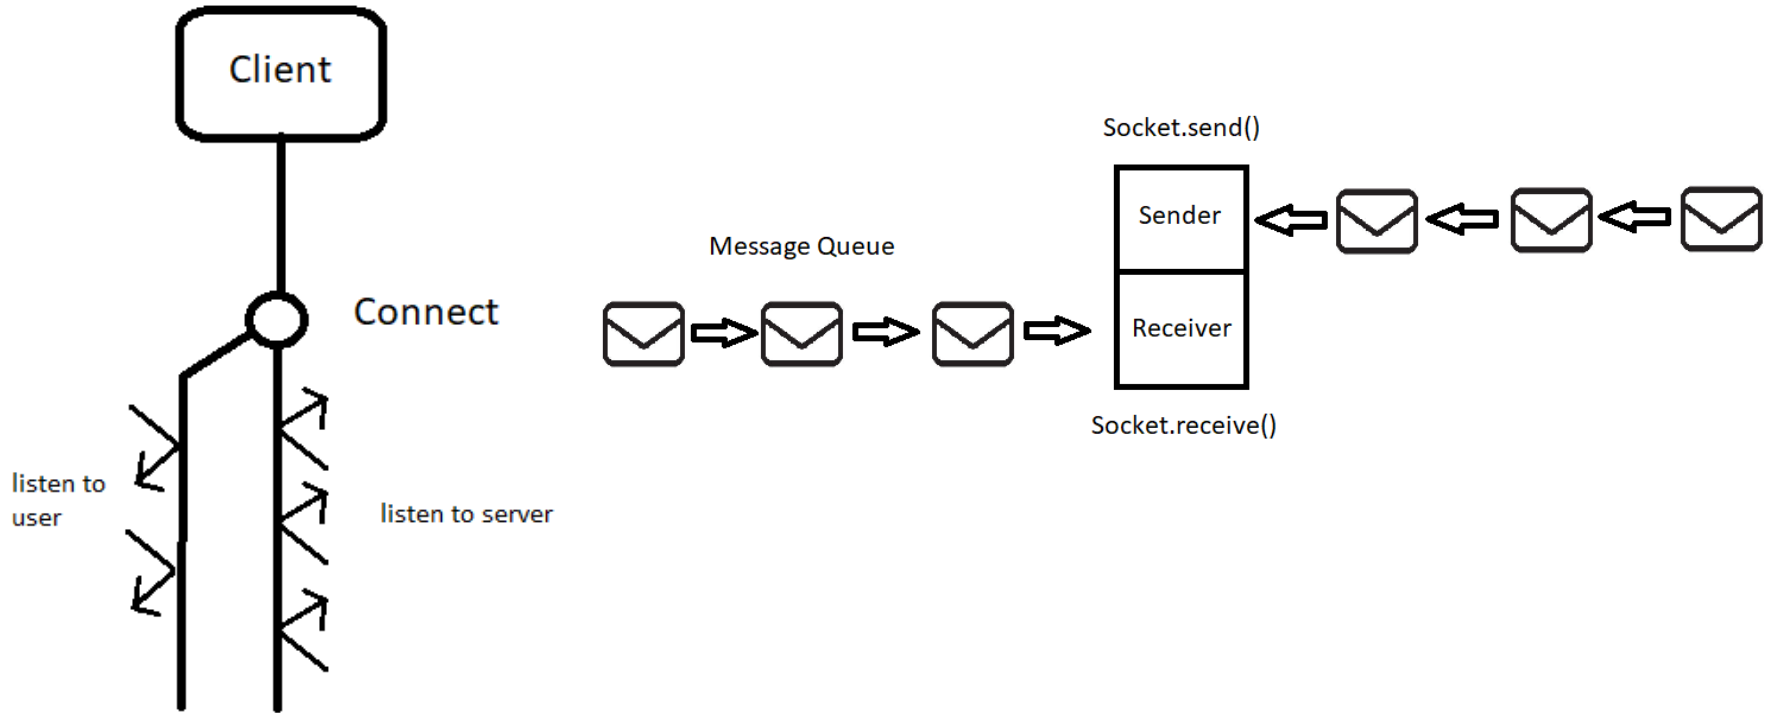 Client
Connect
listen to
user
listen to server
Message Queue
Socket.send()
Sender
Receiver
Socket.receive()